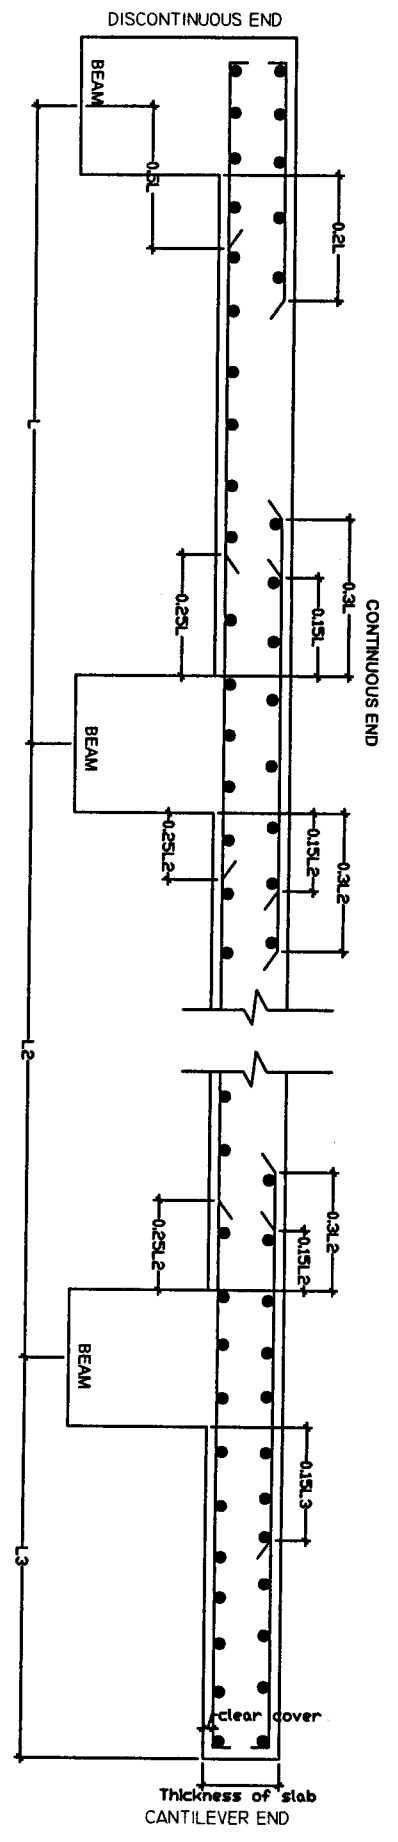 DISCONTINUOUS END
BEAM
0.5L
0.2L
L
0.3L
0.15L
0.25L
CONTINUOUS END
BEAM
0.25L2
0.15L2
0.3L2
L2
0.3L2
0.15L2
0.25L2
BEAM
0.15L3
L3
clear cover
Thickness of slab
CANTILEVER END